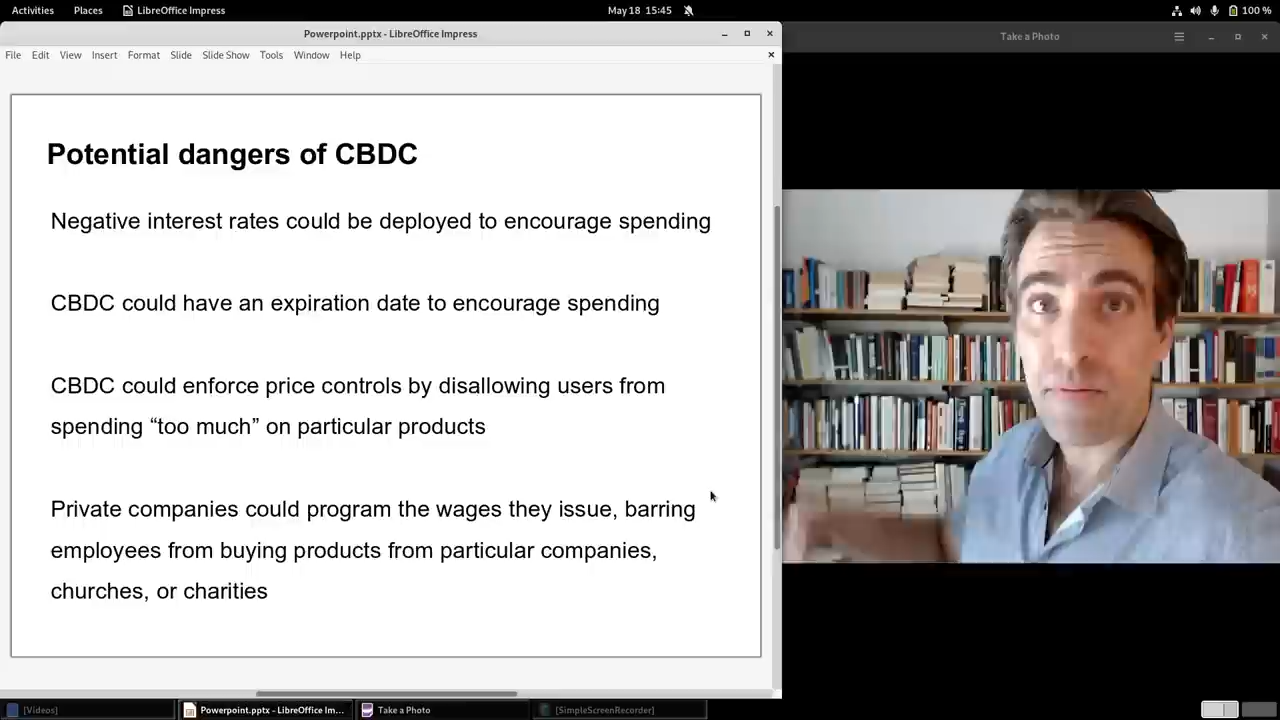 Activities Places LibreOffice Impress May 18 15:45 100 %
Powerpoint.pptx - LibreOffice Impress
Take a Photo
File Edit View Insert Format Slide Slide Show Tools Window Help
Potential dangers of CBDC
Negative interest rates could be deployed to encourage spending
CBDC could have an expiration date to encourage spending
CBDC could enforce price controls by disallowing users from
spending “too much” on particular products
Private companies could program the wages they issue, barring
employees from buying products from particular companies,
churches, or charities
[Videos] Powerpoint.pptx - LibreOffice Im... Take a Photo [SimpleScreenRecorder]